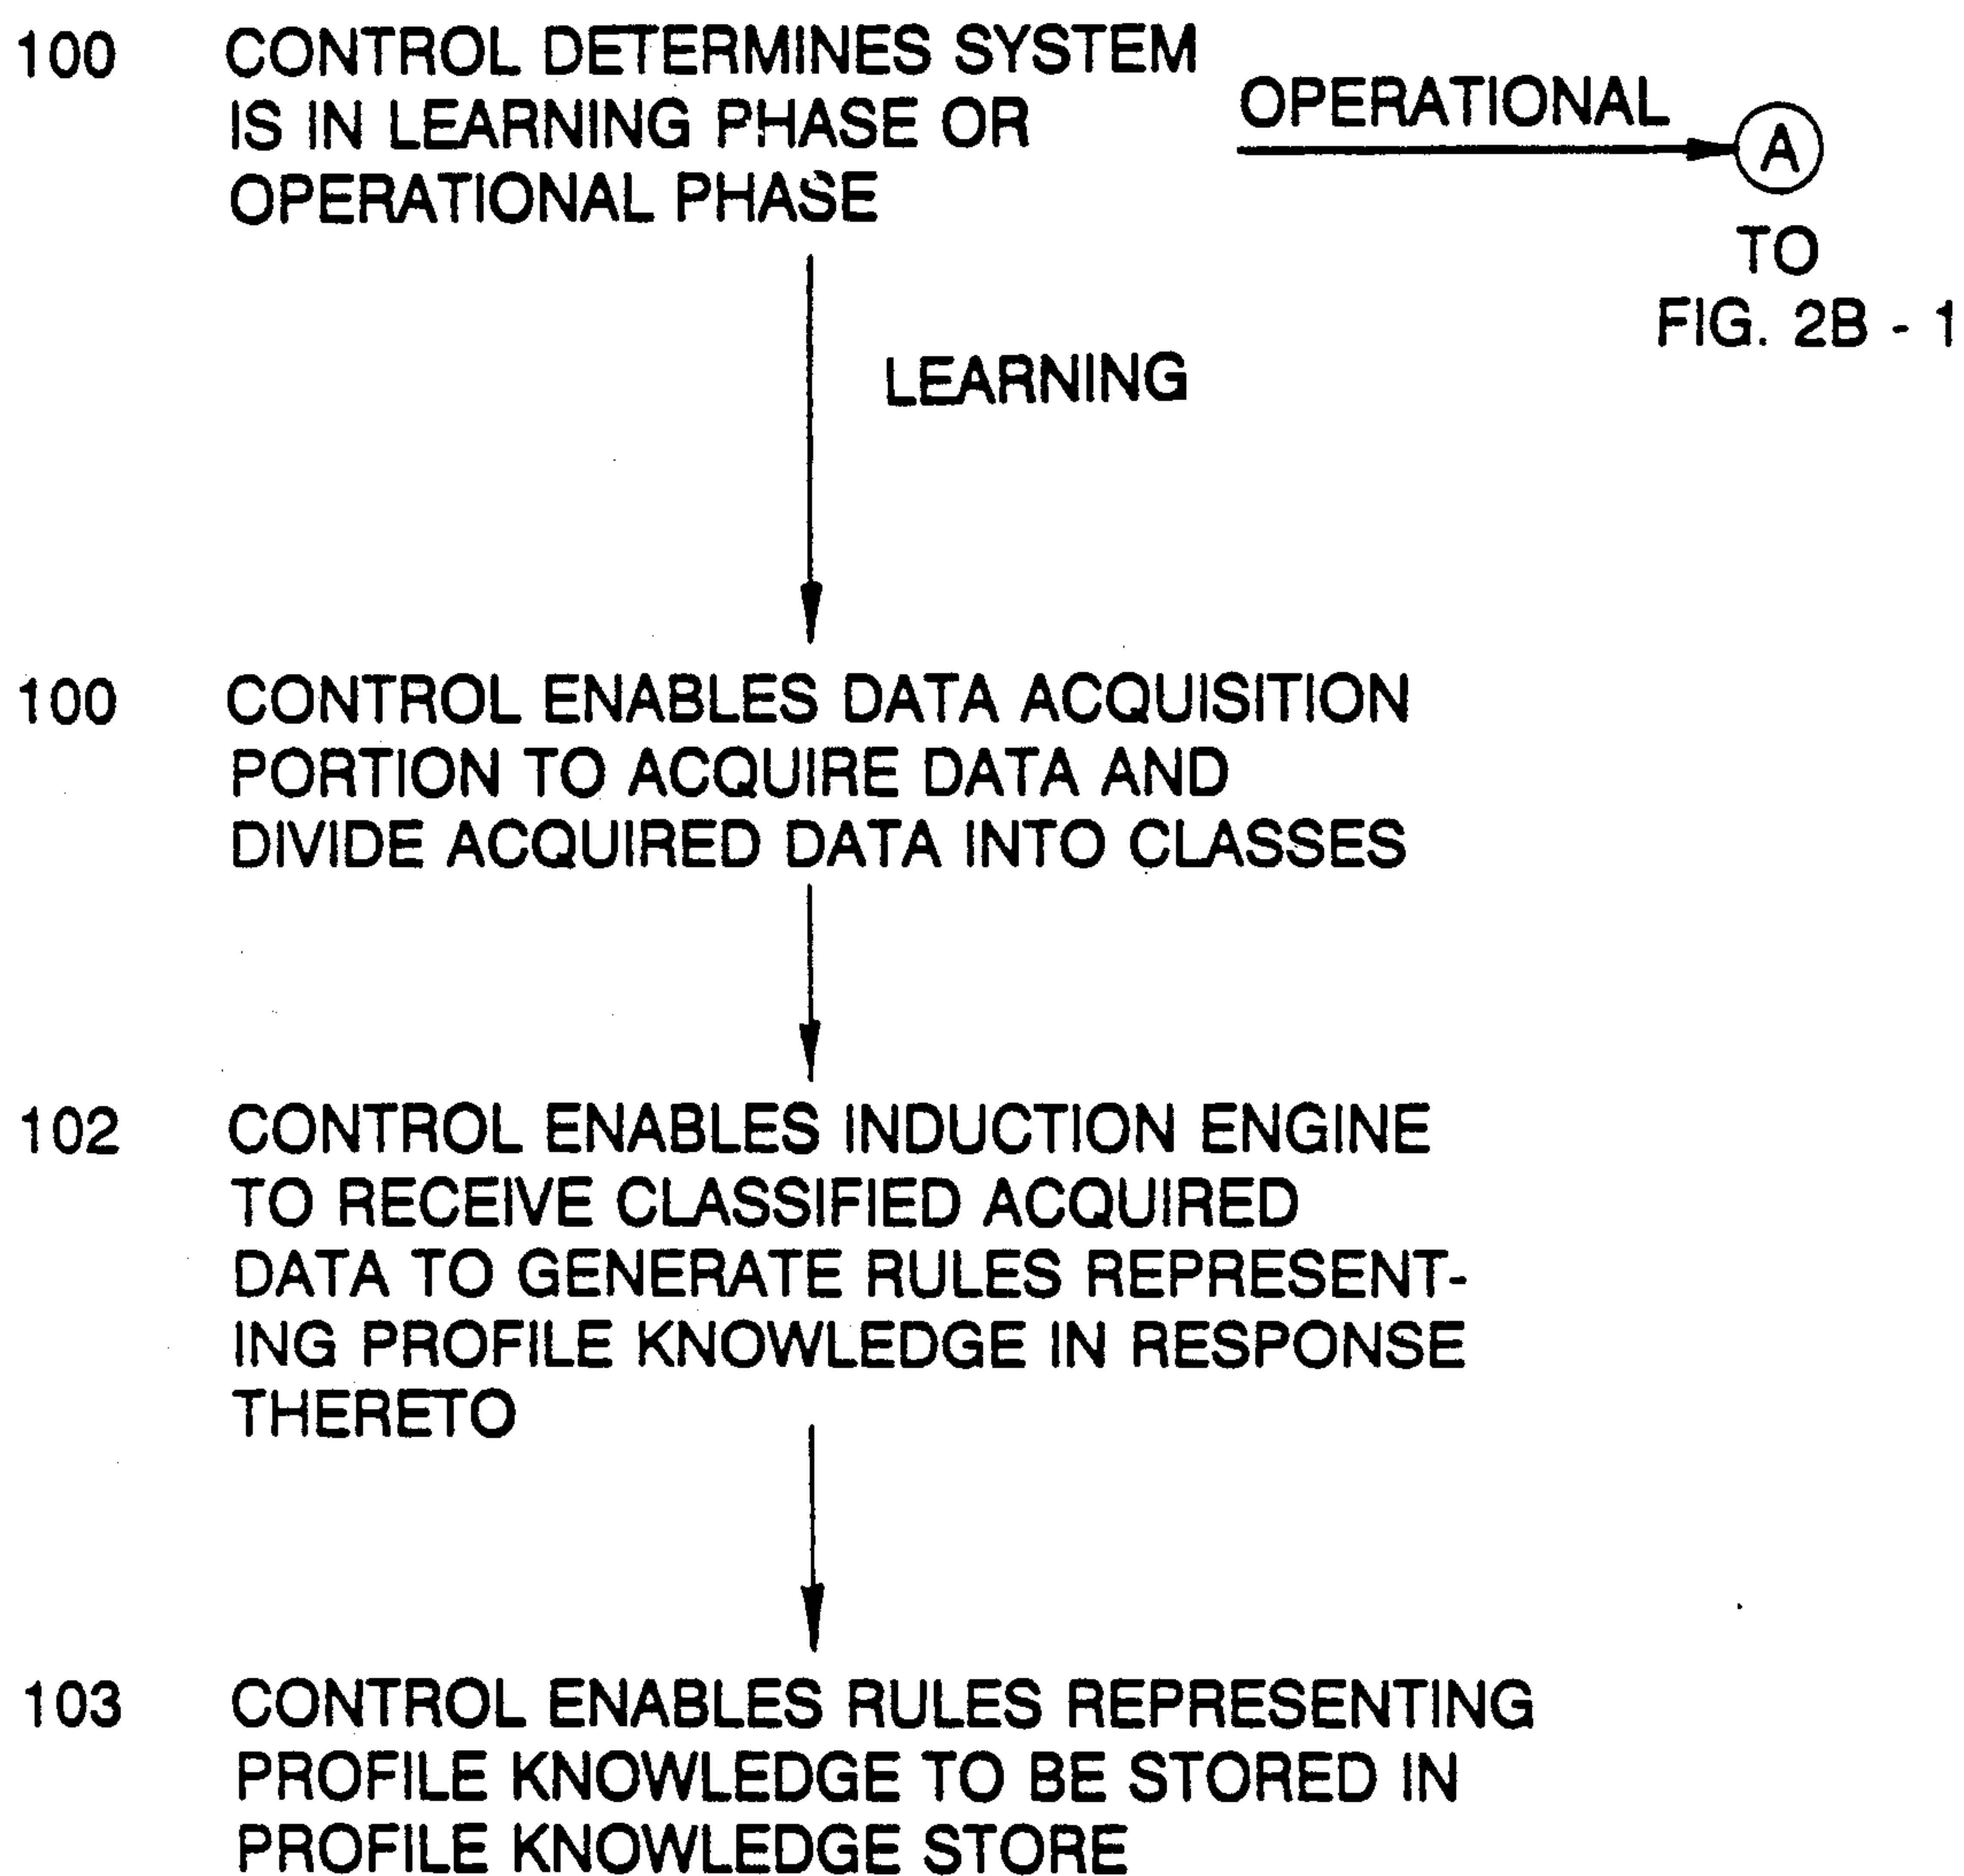 100 CONTROL DETERMINES SYSTEM
IS IN LEARNING PHASE OR
OPERATIONAL PHASE
OPERATIONAL
A
TO
FIG. 2B - 1
LEARNING
100 CONTROL ENABLES DATA ACQUISITION
PORTION TO ACQUIRE DATA AND
DIVIDE ACQUIRED DATA INTO CLASSES
102 CONTROL ENABLES INDUCTION ENGINE
TO RECEIVE CLASSIFIED ACQUIRED
DATA TO GENERATE RULES REPRESENT-
ING PROFILE KNOWLEDGE IN RESPONSE
THERETO
103 CONTROL ENABLES RULES REPRESENTING
PROFILE KNOWLEDGE TO BE STORED IN
PROFILE KNOWLEDGE STORE